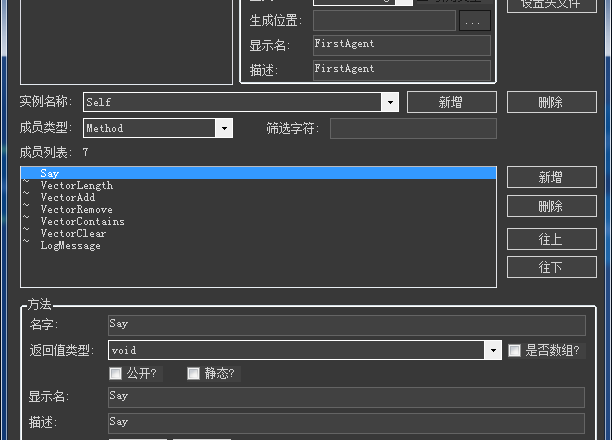 设置头文件
生成位置: ...
显示名: FirstAgent
描述: FirstAgent
实例名称: Self 新增 删除
成员类型: Method 筛选字符:
成员列表: 7
Say 新增
~ VectorLength
~ VectorAdd 删除
~ VectorRemove
~ VectorContains
~ VectorClear 往上
~ LogMessage
往下
方法
名字: Say
返回值类型: void 是否数组?
公开? 静态?
显示名: Say
描述: Say